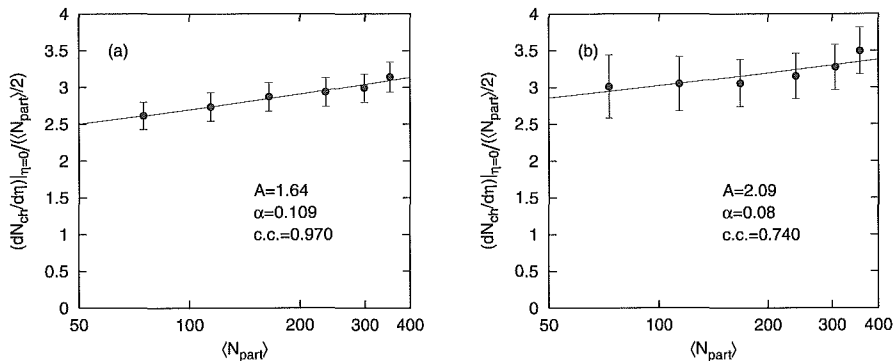 (a)
4
3.5
3
2.5
2
1.5
1
0.5
0
(dN_ch/dη)|_η=0/(⟨N_part⟩/2)
A=1.64
α=0.109
c.c.=0.970
50 100 200 300 400
⟨N_part⟩
(b)
4
3.5
3
2.5
2
1.5
1
0.5
0
(dN_ch/dη)|_η=0/(⟨N_part⟩/2)
A=2.09
α=0.08
c.c.=0.740
50 100 200 300 400
⟨N_part⟩